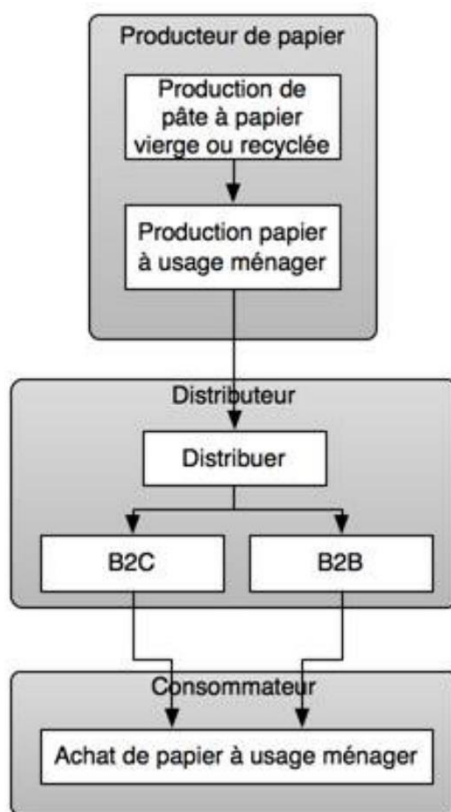 Producteur de papier
Production de
pâte à papier
vierge ou recyclée
Production papier
à usage ménager
Distributeur
Distribuer
B2C
B2B
Consommateur
Achat de papier à usage ménager